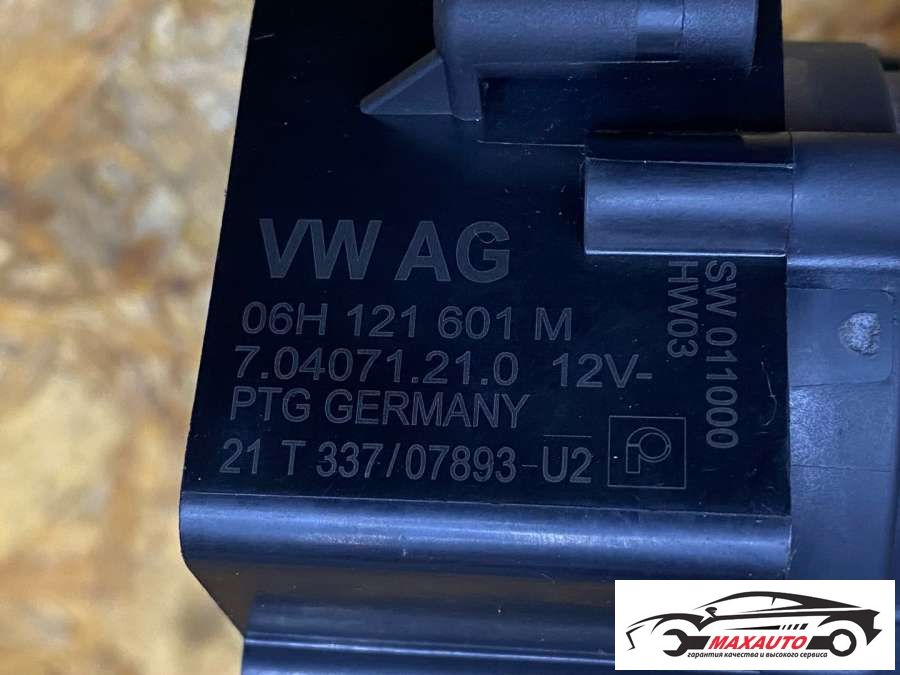 VW AG
06H 121 601 M
7.04071.21.0 12V-
PTG GERMANY
21 T 337/07893 U2
SW 011000
HW03
MAXAUTO
гарантия качества и высокого сервиса